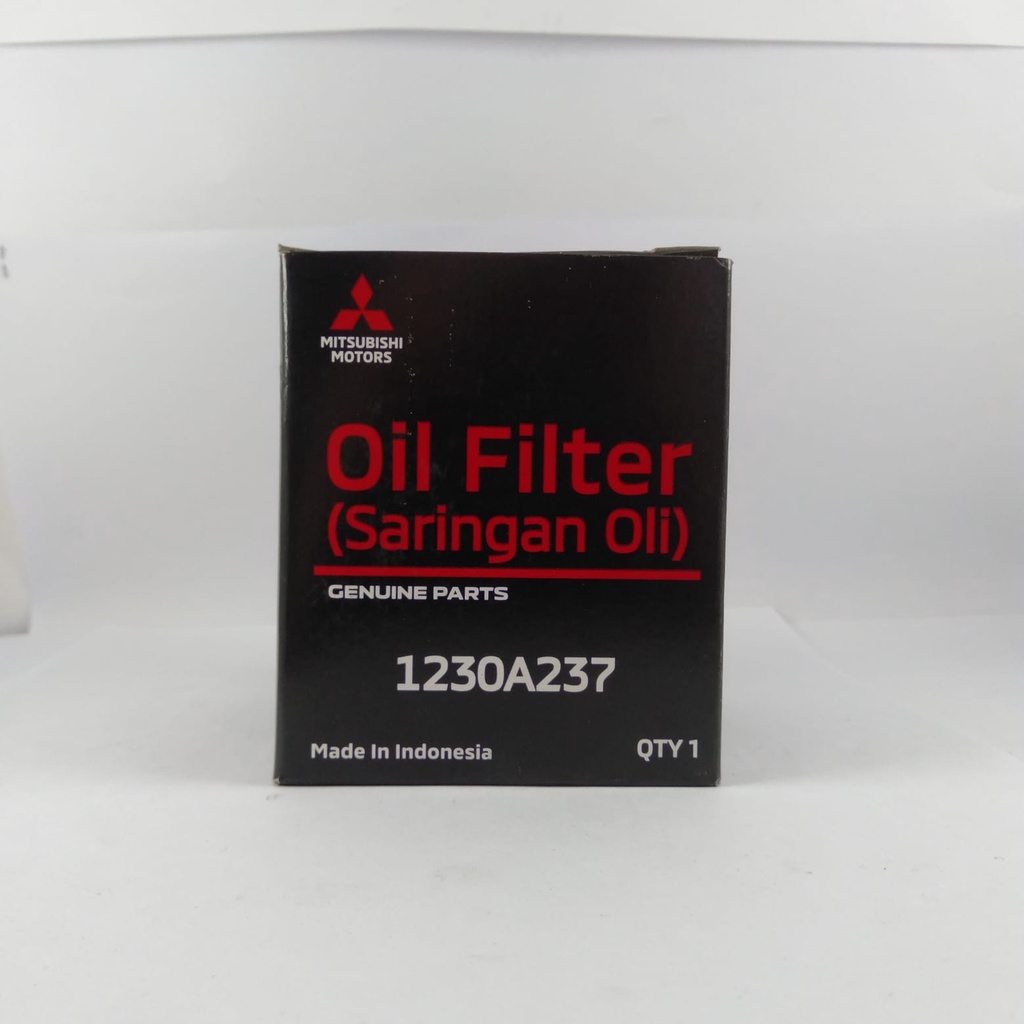 MITSUBISHI
MOTORS
Oil Filter
(Saringan Oli)
GENUINE PARTS
1230A237
Made In Indonesia
QTY 1